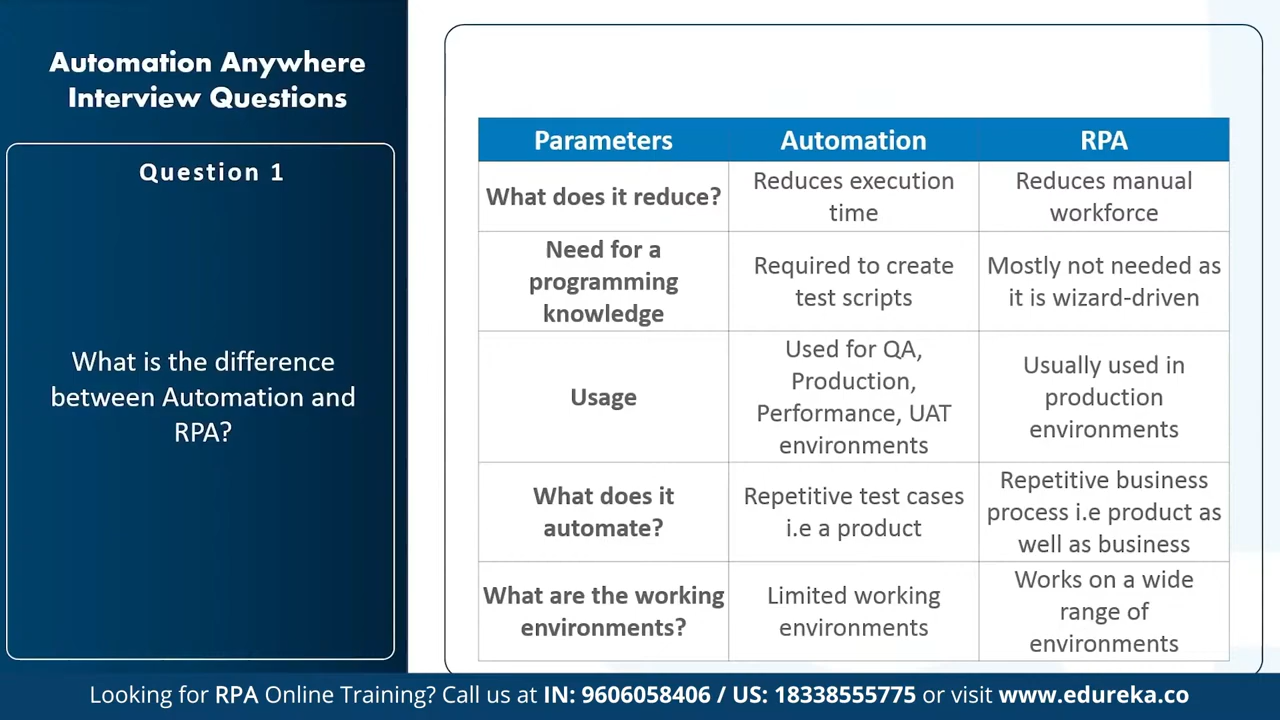 Automation Anywhere
Interview Questions
Question 1
What is the difference
between Automation and
RPA?
Parameters Automation RPA
What does it reduce?
Reduces execution
time
Reduces manual
workforce
Need for a
programming
knowledge
Required to create
test scripts
Mostly not needed as
it is wizard-driven
Usage
Used for QA,
Production,
Performance, UAT
environments
Usually used in
production
environments
What does it
automate?
Repetitive test cases
i.e a product
Repetitive business
process i.e product as
well as business
What are the working
environments?
Limited working
environments
Works on a wide
range of
environments
Looking for RPA Online Training? Call us at IN: 9606058406 / US: 18338555775 or visit www.edureka.co